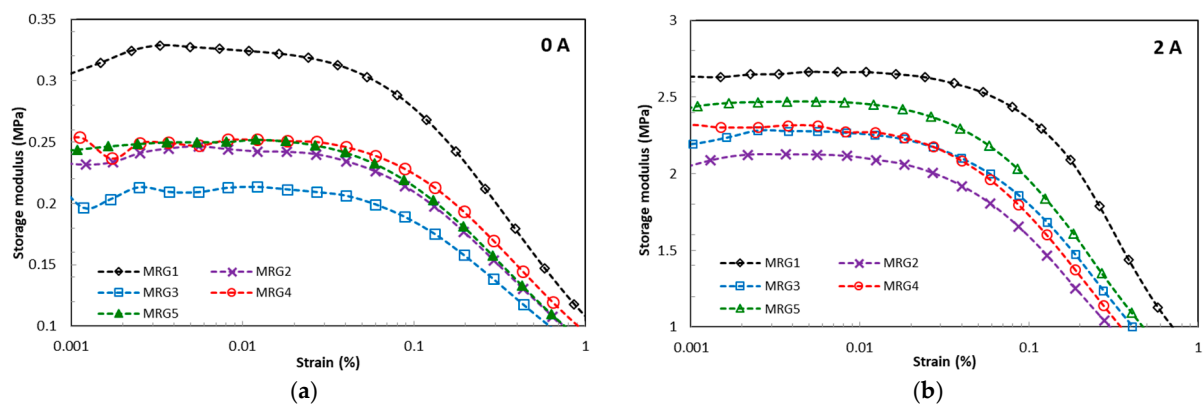 0.35
0.3
0.25
0.2
0.15
0.1
0.001
0.01
0.1
1
Storage modulus (MPa)
Strain (%)
0 A
MRG1
MRG2
MRG3
MRG4
MRG5
(a)
3
2.5
2
1.5
1
0.001
0.01
0.1
1
Storage modulus (MPa)
Strain (%)
2 A
MRG1
MRG2
MRG3
MRG4
MRG5
(b)